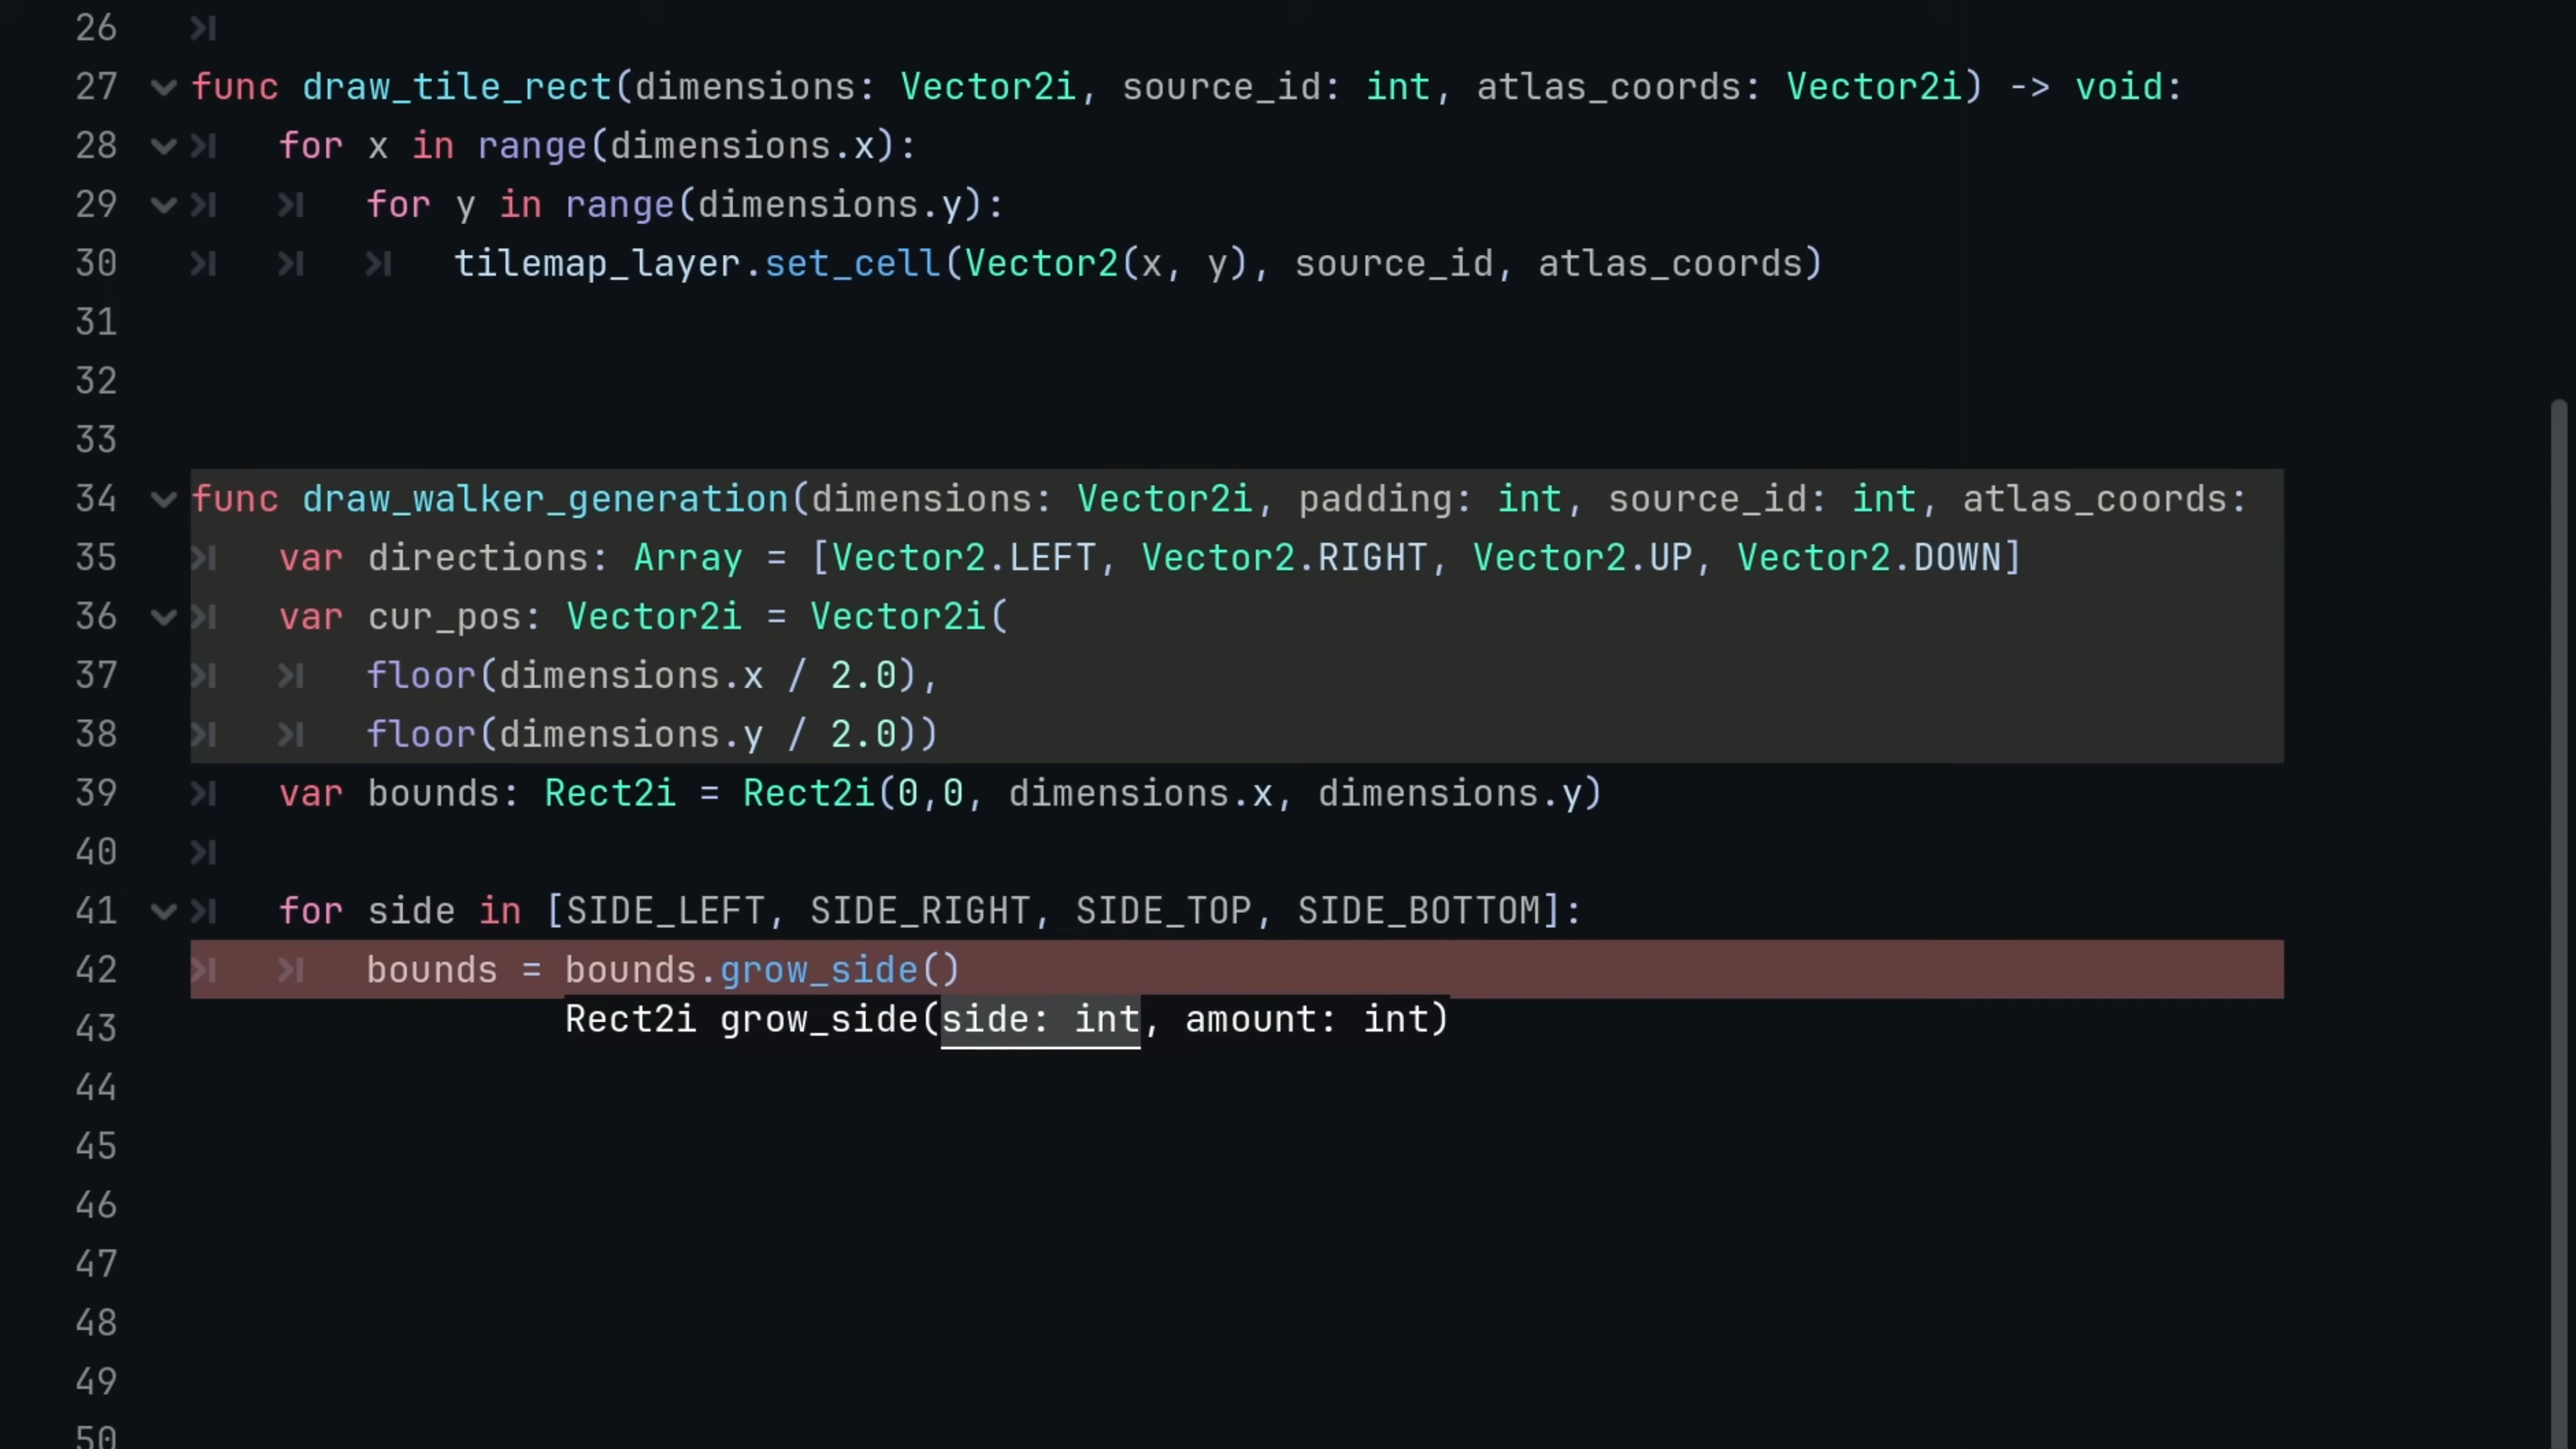 26
27 func draw_tile_rect(dimensions: Vector2i, source_id: int, atlas_coords: Vector2i) -> void:
28 for x in range(dimensions.x):
29 for y in range(dimensions.y):
30 tilemap_layer.set_cell(Vector2(x, y), source_id, atlas_coords)
31
32
33
34 func draw_walker_generation(dimensions: Vector2i, padding: int, source_id: int, atlas_coords:
35 var directions: Array = [Vector2.LEFT, Vector2.RIGHT, Vector2.UP, Vector2.DOWN]
36 var cur_pos: Vector2i = Vector2i(
37 floor(dimensions.x / 2.0),
38 floor(dimensions.y / 2.0))
39 var bounds: Rect2i = Rect2i(0,0, dimensions.x, dimensions.y)
40
41 for side in [SIDE_LEFT, SIDE_RIGHT, SIDE_TOP, SIDE_BOTTOM]:
42 bounds = bounds.grow_side()
43 Rect2i grow_side(side: int, amount: int)
44
45
46
47
48
49
50